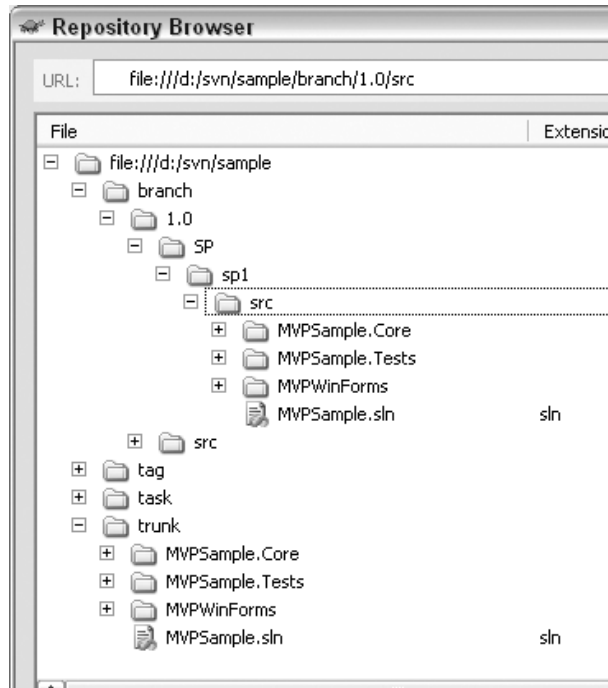 Repository Browser
URL: file:///d:/svn/sample/branch/1.0/src
File Extensio
file:///d:/svn/sample
branch
1.0
SP
sp1
src
MVPSample.Core
MVPSample.Tests
MVPWinForms
MVPSample.sln sln
src
tag
task
trunk
MVPSample.Core
MVPSample.Tests
MVPWinForms
MVPSample.sln sln